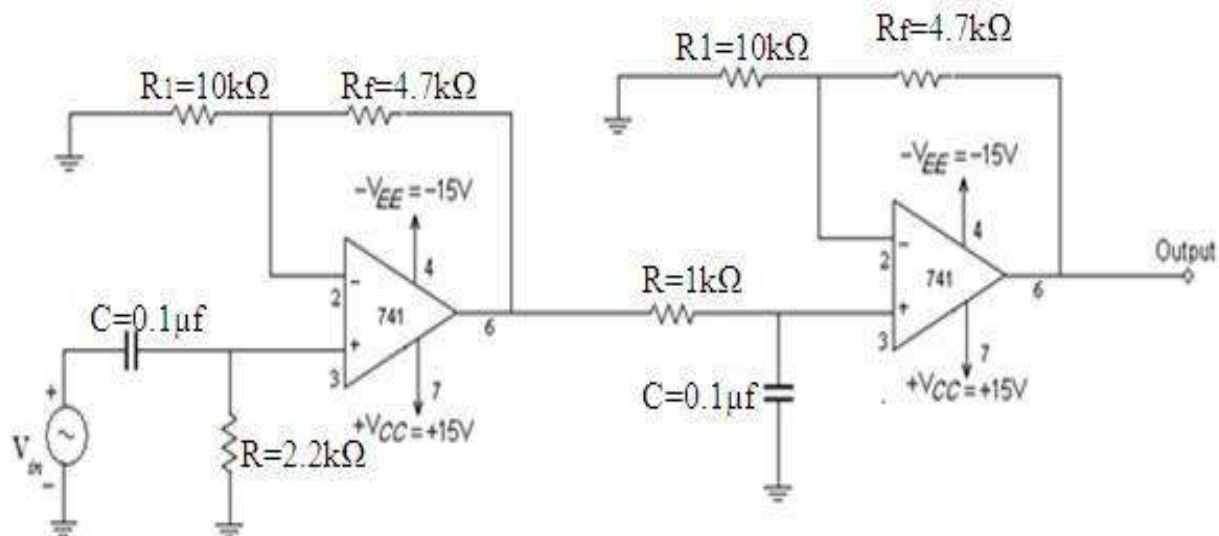 R1=10kΩ
Rf=4.7kΩ
R1=10kΩ
Rf=4.7kΩ
-VEE=-15V
-VEE=-15V
4
4
2
-
741
+
3
6
7
+VCC=+15V
2
-
741
+
3
6
7
+VCC=+15V
Output
C=0.1µf
R=1kΩ
C=0.1µf
+
Vin
-
R=2.2kΩ